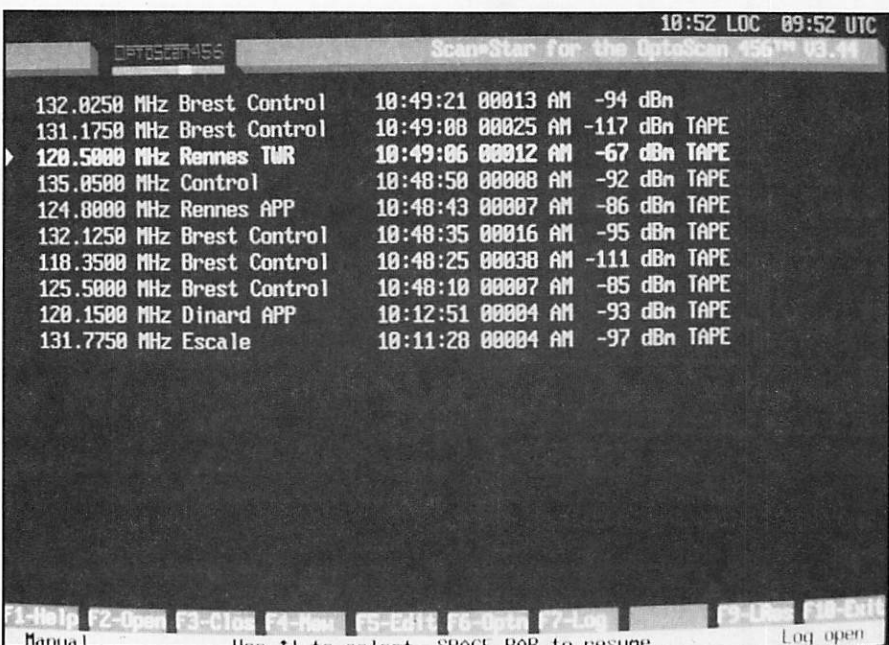 10:52 LOC 09:52 UTC
OPTOSCAN456 Scan*Star for the OptoScan 456™ V3.44
132.0250 MHz Brest Control 10:49:21 00013 AM -94 dBm
131.1750 MHz Brest Control 10:49:08 00025 AM -117 dBm TAPE
120.5000 MHz Rennes TWR 10:49:06 00012 AM -67 dBm TAPE
135.0500 MHz Control 10:48:50 00008 AM -92 dBm TAPE
124.8000 MHz Rennes APP 10:48:43 00007 AM -86 dBm TAPE
132.1250 MHz Brest Control 10:48:35 00016 AM -95 dBm TAPE
118.3500 MHz Brest Control 10:48:25 00038 AM -111 dBm TAPE
125.5000 MHz Brest Control 10:48:10 00007 AM -85 dBm TAPE
120.1500 MHz Dinard APP 10:12:51 00004 AM -93 dBm TAPE
131.7750 MHz Escale 10:11:28 00004 AM -97 dBm TAPE
F1-Help F2-Open F3-Clos F4-New F5-Edit F6-Optn F7-Log F9-LRes F10-Exit
Manual Use ↑↓ to select, SPACE BAR to resume Log open